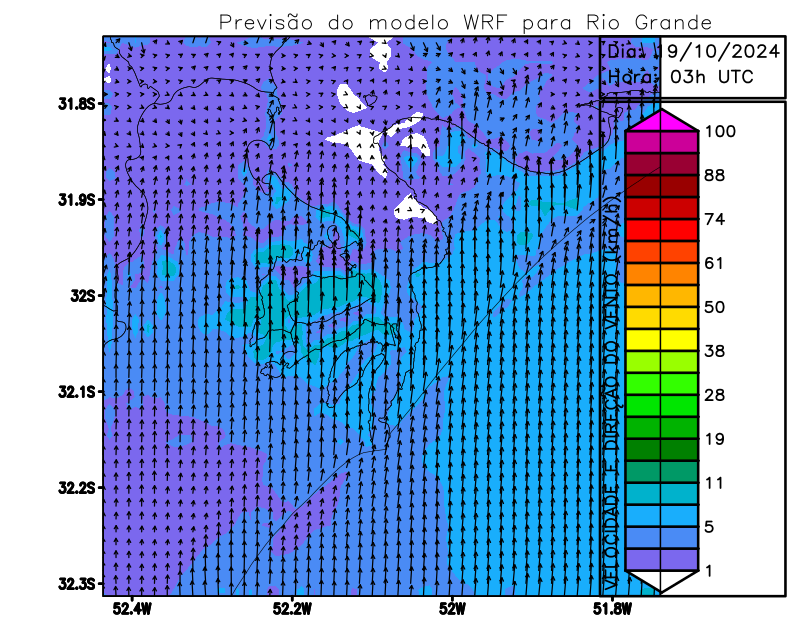 Previsão do modelo WRF para Rio Grande
Dia: 9/10/2024
Hora: 03h UTC
31.8S
31.9S
32S
32.1S
32.2S
32.3S
52.4W
52.2W
52W
51.8W
VELOCIDADE E DIREÇÃO DO VENTO (km/h)
100
88
74
61
50
38
28
19
11
5
1